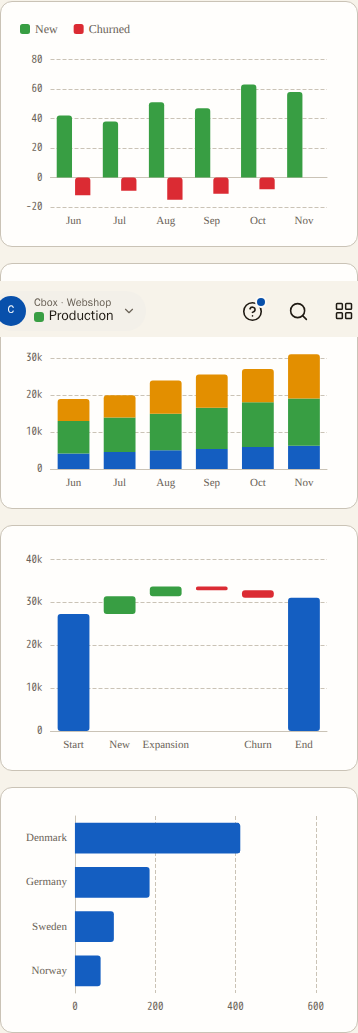 New Churned
80
60
40
20
0
-20
Jun Jul Aug Sep Oct Nov
C
Cbox · Webshop
Production
30k
20k
10k
0
Jun Jul Aug Sep Oct Nov
40k
30k
20k
10k
0
Start New Expansion Churn End
Denmark
Germany
Sweden
Norway
0 200 400 600